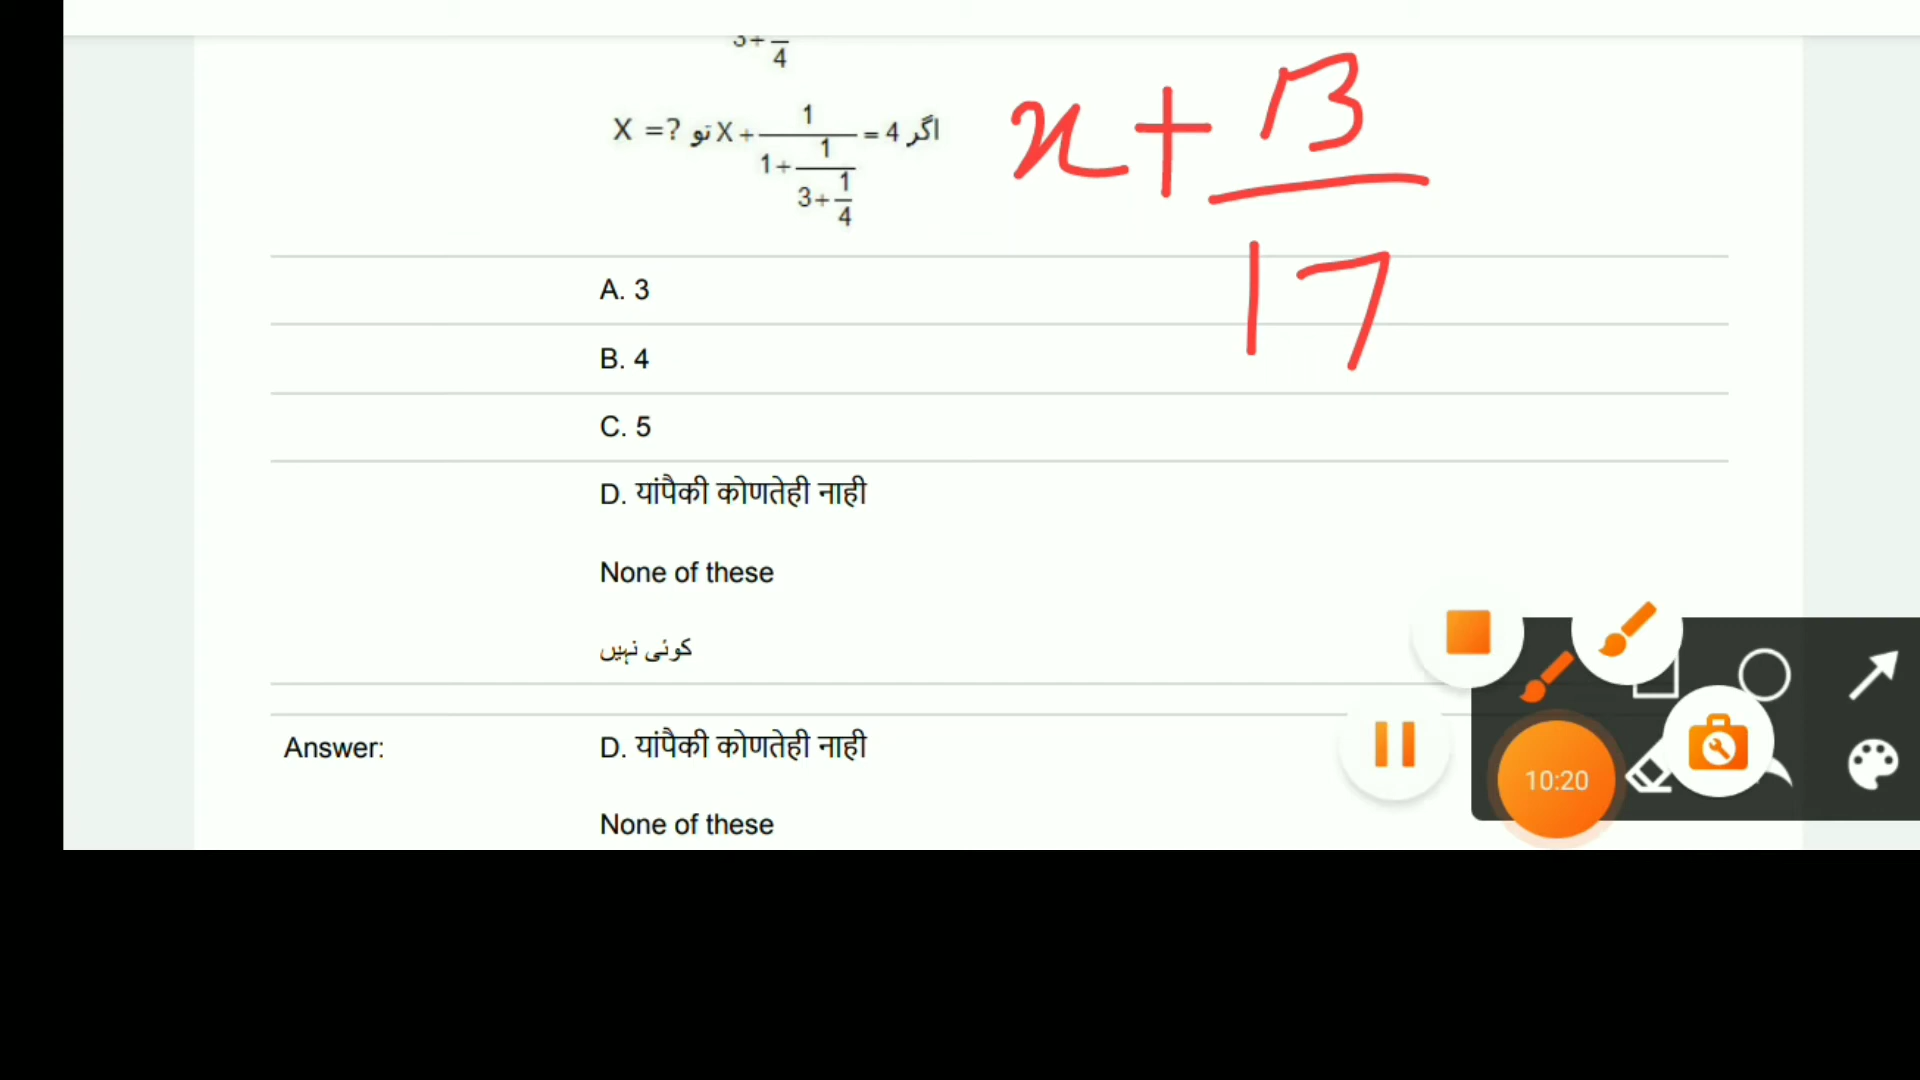 3+ 1/4
X =? تو X + 1/(1+ 1/(3+ 1/4)) = 4 اگر
x + 13/17
A. 3
B. 4
C. 5
D. यांपैकी कोणतेही नाही
None of these
کوئی نہیں
Answer: D. यांपैकी कोणतेही नाही
None of these
10:20